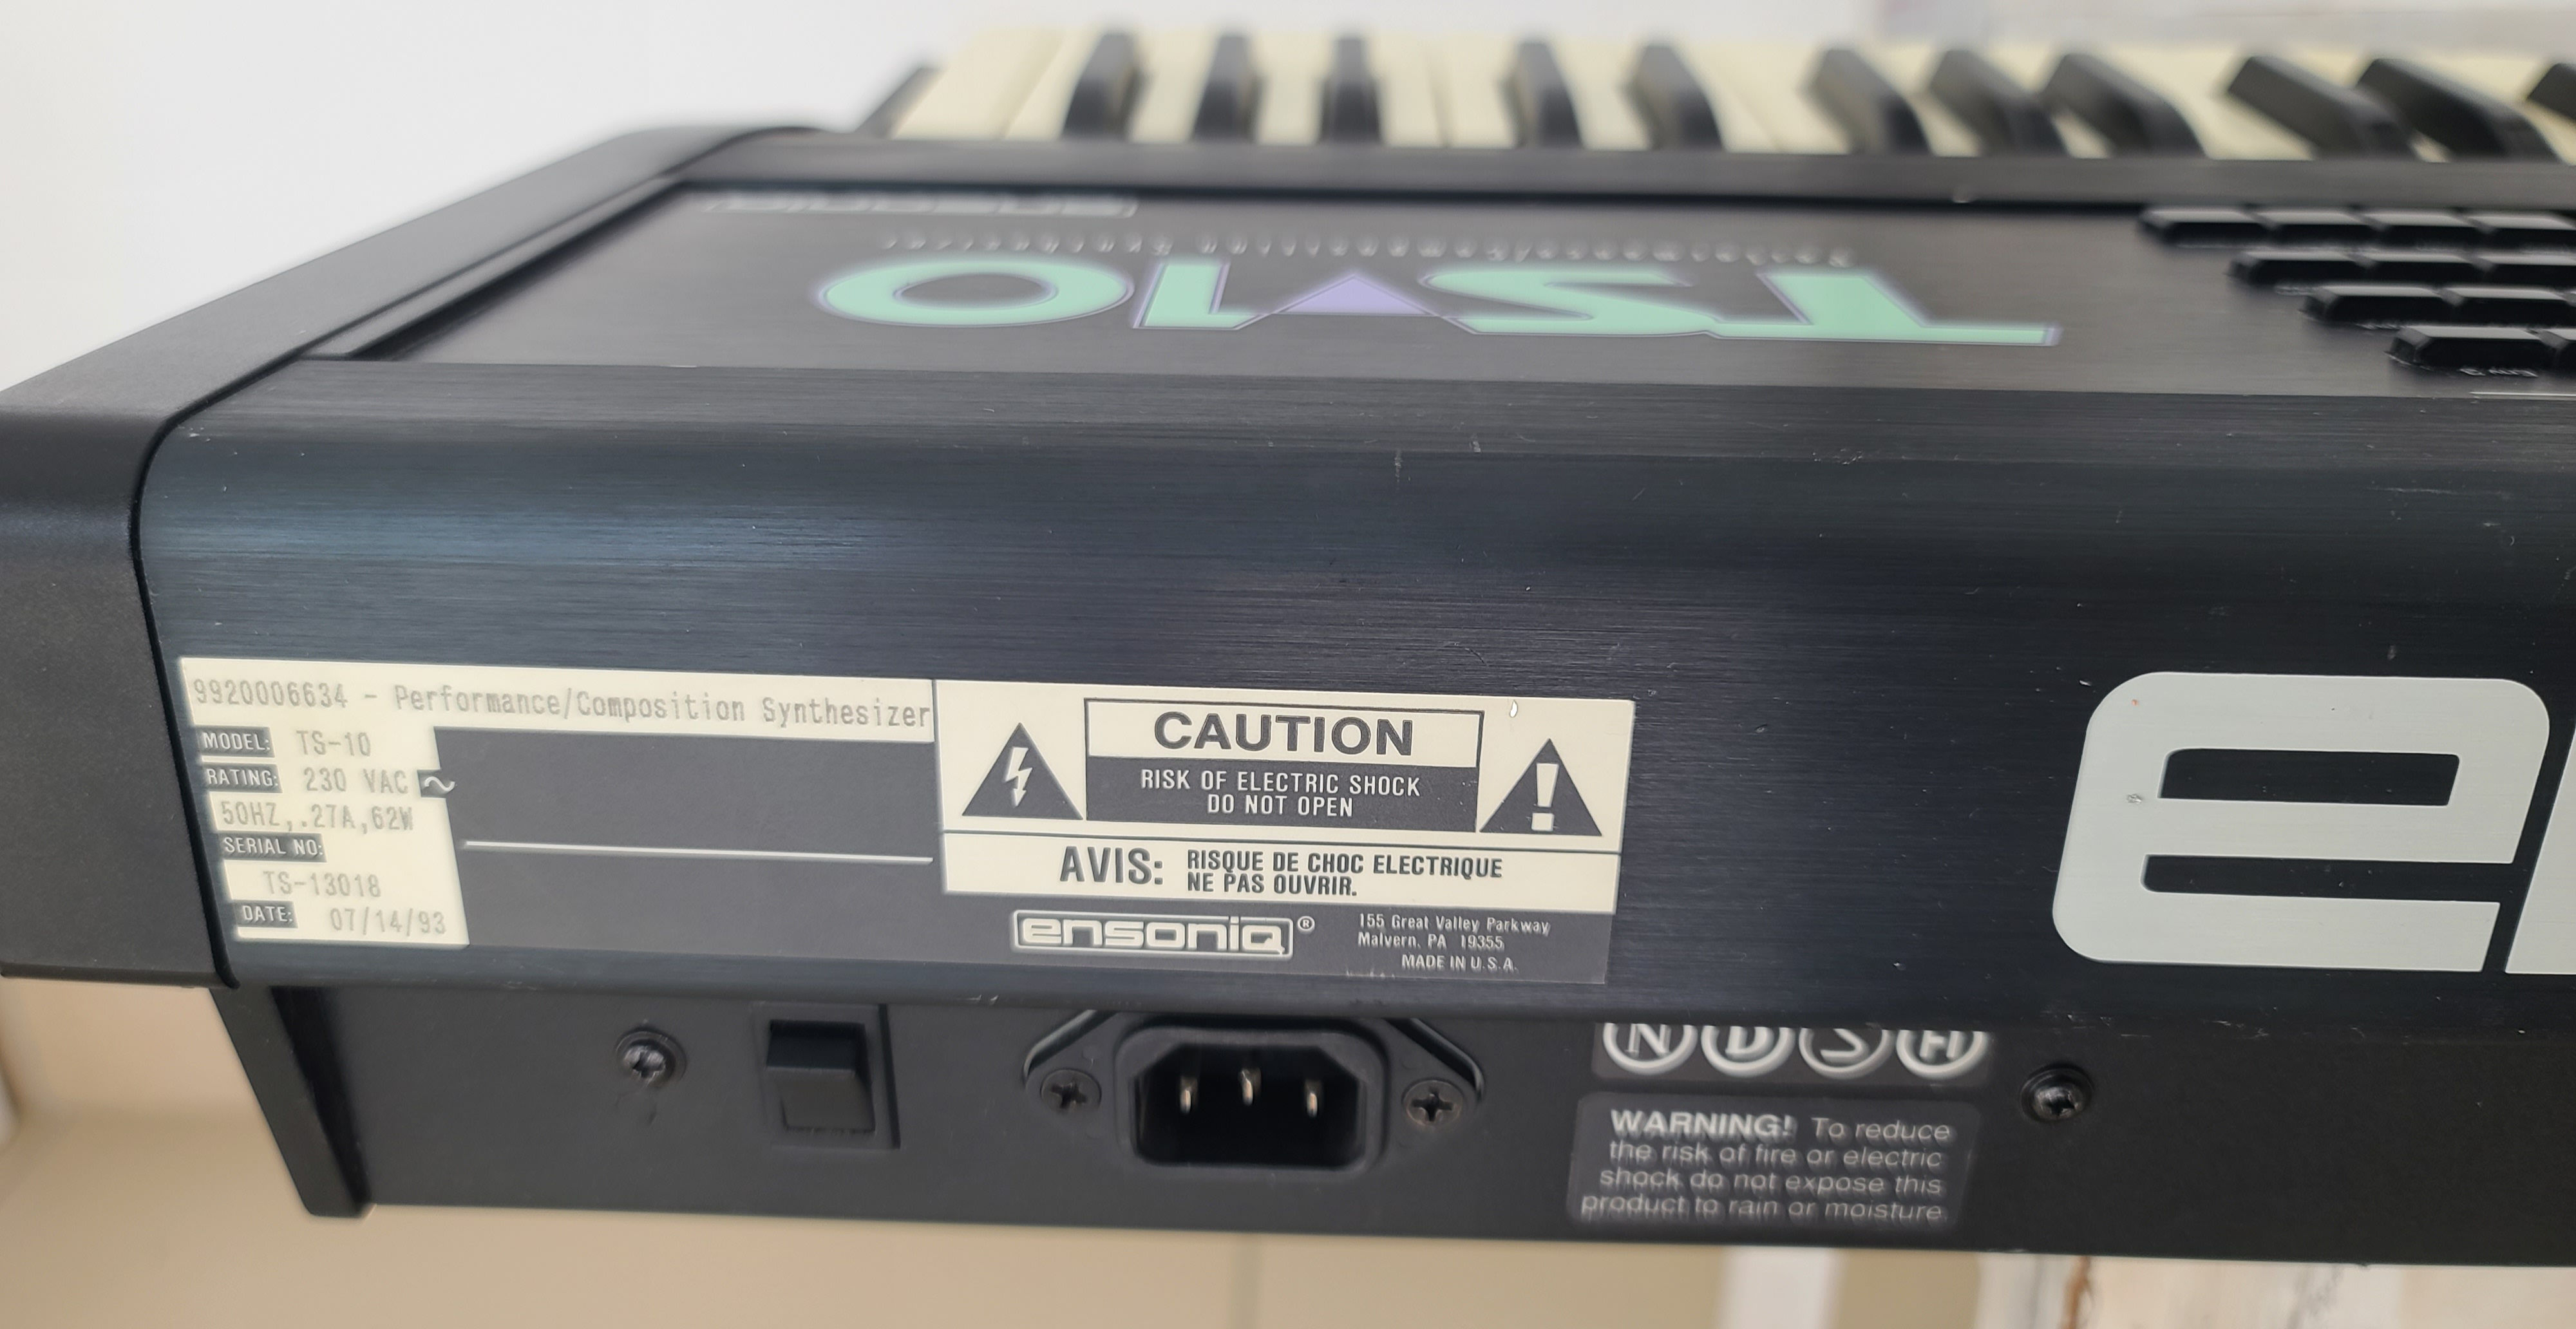 ensoniq
TS10
9920006634 - Performance/Composition Synthesizer
MODEL: TS-10
RATING: 230 VAC ~
50HZ,.27A,62W
SERIAL NO:
TS-13018
DATE: 07/14/93
CAUTION
RISK OF ELECTRIC SHOCK
DO NOT OPEN
AVIS: RISQUE DE CHOC ELECTRIQUE
NE PAS OUVRIR.
ensoniq®
155 Great Valley Parkway
Malvern, PA 19355
MADE IN U.S.A.
N D S
WARNING! To reduce
the risk of fire or electric
shock do not expose this
product to rain or moisture